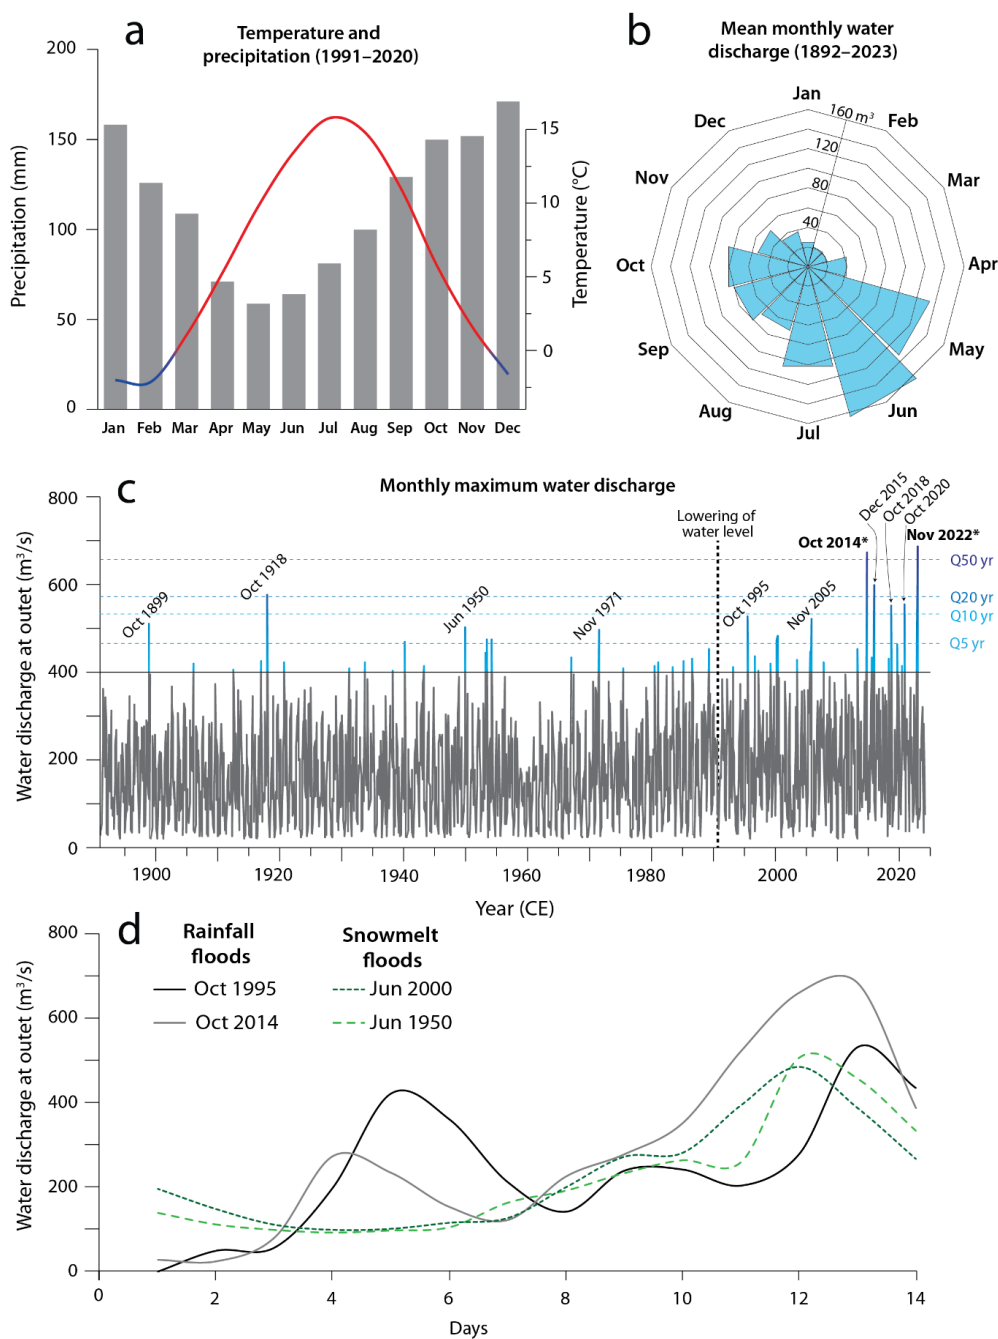 a
Temperature and
precipitation (1991–2020)
Precipitation (mm)
200
150
100
50
0
15
10
5
0
Temperature (°C)
Jan Feb Mar Apr May Jun Jul Aug Sep Oct Nov Dec
b
Mean monthly water
discharge (1892–2023)
Jan
Feb
Mar
Apr
May
Jun
Jul
Aug
Sep
Oct
Nov
Dec
160 m³
120
80
40
c
Monthly maximum water discharge
Water discharge at outet (m³/s)
800
600
400
200
0
Oct 1899
Oct 1918
Jun 1950
Nov 1971
Lowering of
water level
Oct 1995
Nov 2005
Oct 2014*
Dec 2015
Oct 2018
Oct 2020
Nov 2022*
Q50 yr
Q20 yr
Q10 yr
Q5 yr
1900 1920 1940 1960 1980 2000 2020
Year (CE)
d
Rainfall
floods
Oct 1995
Oct 2014
Snowmelt
floods
Jun 2000
Jun 1950
Water discharge at outet (m³/s)
800
600
400
200
0
0 2 4 6 8 10 12 14
Days